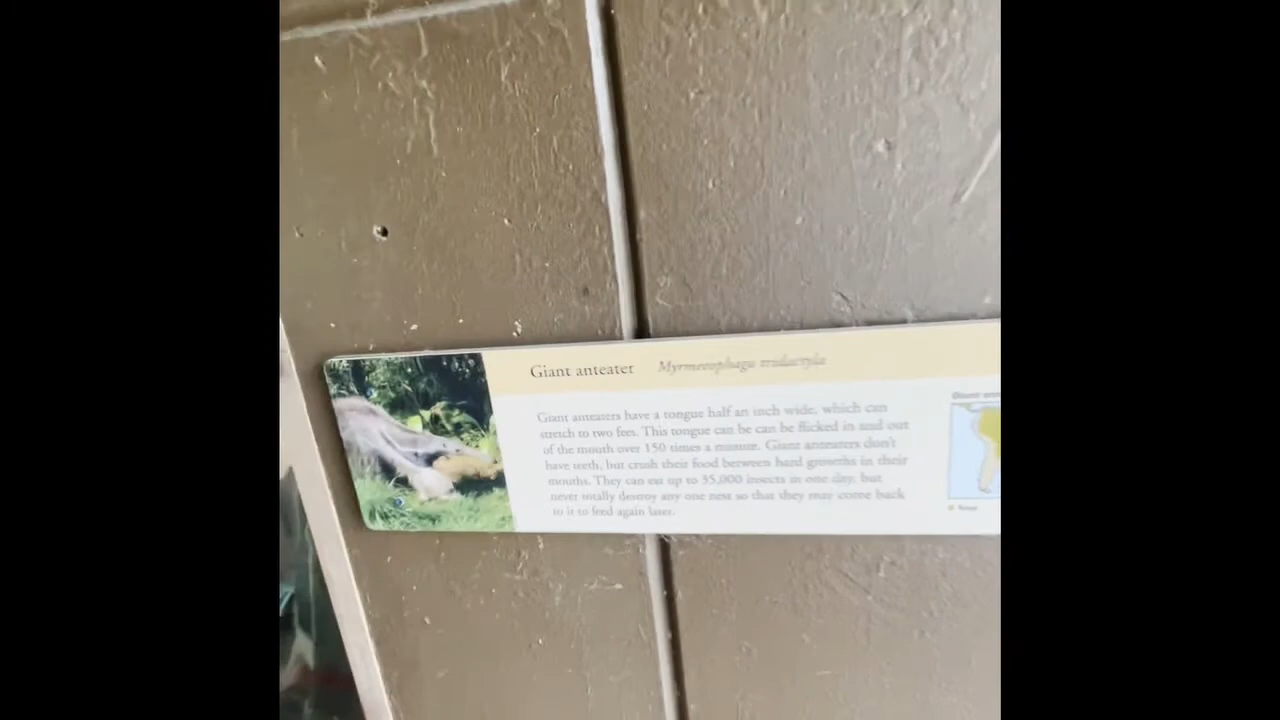 Giant anteater Myrmecophaga tridactyla
Giant anteaters have a tongue half an inch wide, which can
stretch to two feet. This tongue can be can be flicked in and out
of the mouth over 150 times a minute. Giant anteaters don't
have teeth, but crush their food between hard growths in their
mouths. They can eat up to 35,000 insects in one day, but
never totally destroy any one nest so that they may come back
to it to feed again later.
Giant